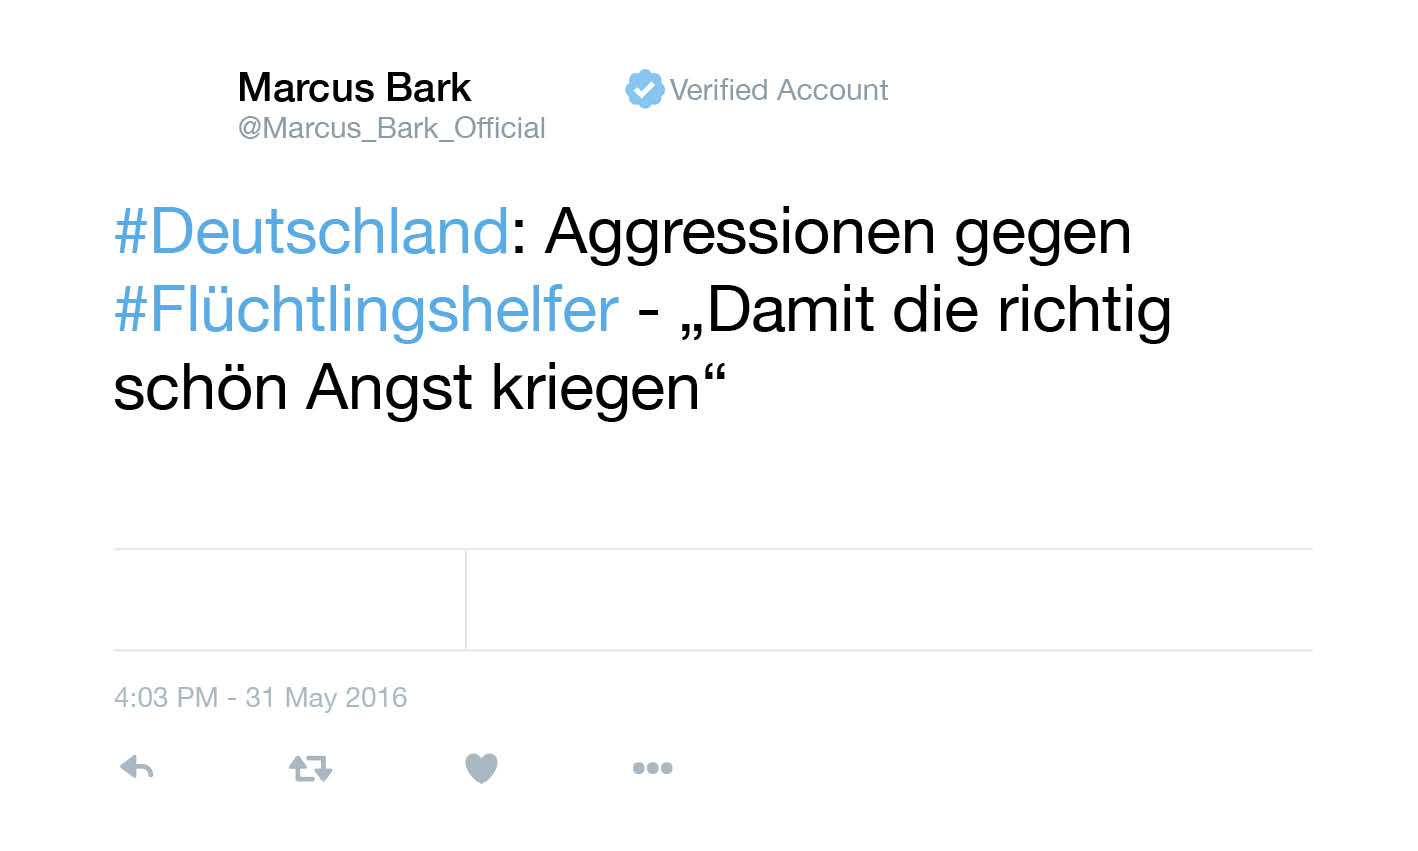 Marcus Bark
Verified Account
@Marcus_Bark_Official
#Deutschland: Aggressionen gegen
#Flüchtlingshelfer - „Damit die richtig
schön Angst kriegen“
4:03 PM - 31 May 2016